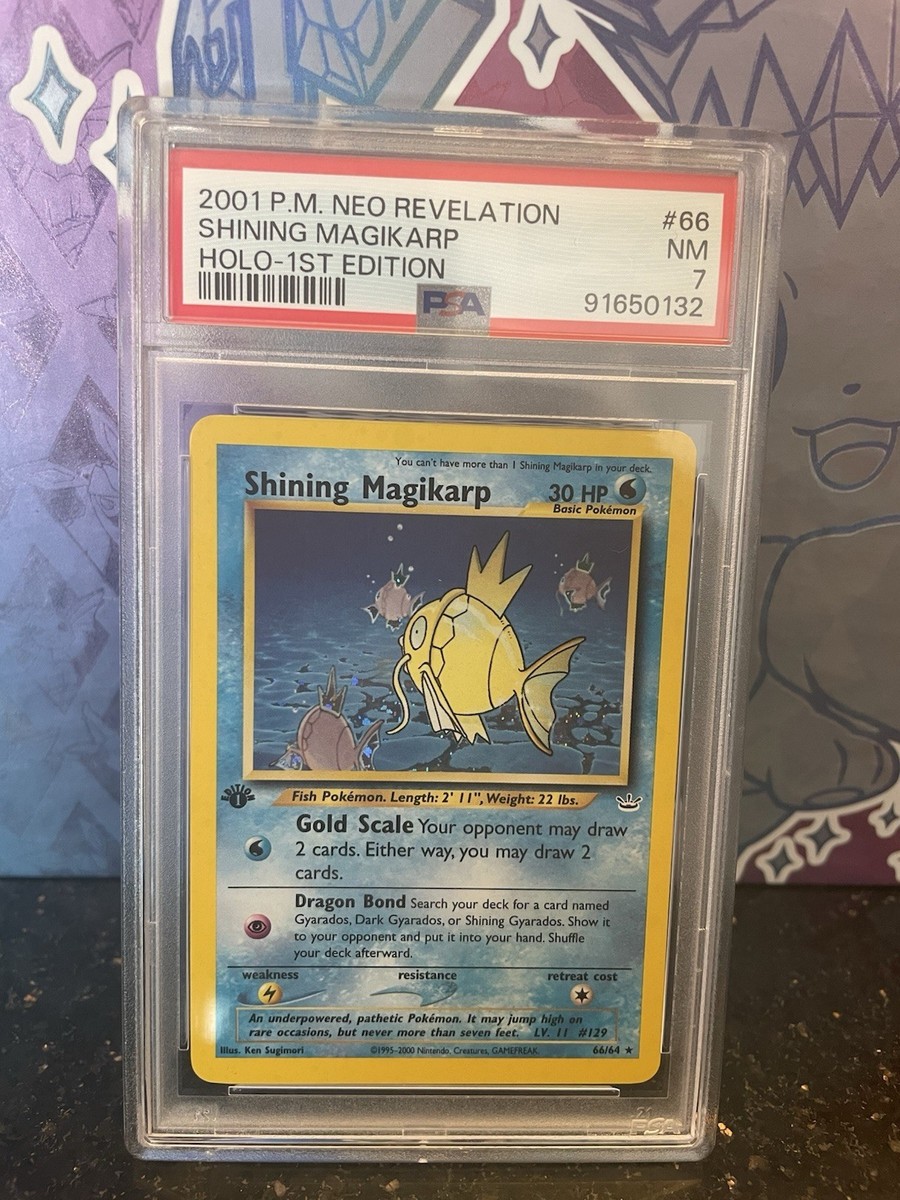 2001 P.M. NEO REVELATION #66
SHINING MAGIKARP NM
HOLO-1ST EDITION 7
PSA 91650132
You can't have more than 1 Shining Magikarp in your deck.
Shining Magikarp 30 HP
Basic Pokémon
EDITION
1
Fish Pokémon. Length: 2' 11", Weight: 22 lbs.
Gold Scale Your opponent may draw
2 cards. Either way, you may draw 2
cards.
Dragon Bond Search your deck for a card named
Gyarados, Dark Gyarados, or Shining Gyarados. Show it
to your opponent and put it into your hand. Shuffle
your deck afterward.
weakness resistance retreat cost
An underpowered, pathetic Pokémon. It may jump high on
rare occasions, but never more than seven feet. LV. 11 #129
Illus. Ken Sugimori ©1995-2000 Nintendo, Creatures, GAMEFREAK. 66/64 ★
PSA